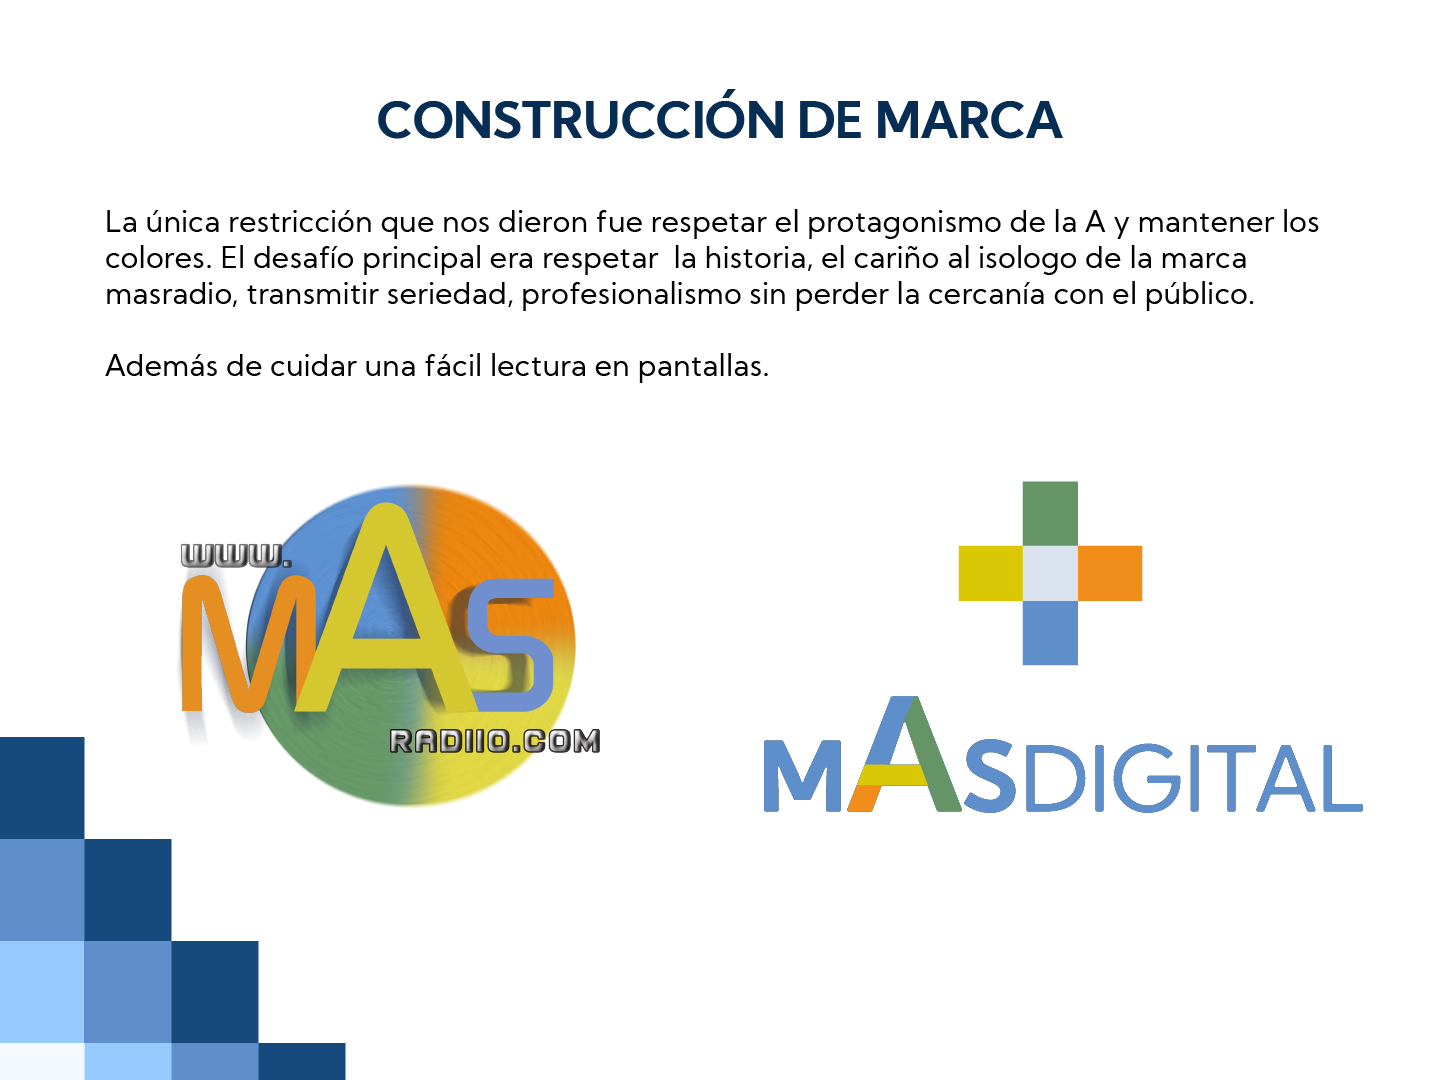 CONSTRUCCIÓN DE MARCA
La única restricción que nos dieron fue respetar el protagonismo de la A y mantener los
colores. El desafío principal era respetar  la historia, el cariño al isologo de la marca
masradio, transmitir seriedad, profesionalismo sin perder la cercanía con el público.
Además de cuidar una fácil lectura en pantallas.
www.
MAS
RADIIO.COM
MASDIGITAL